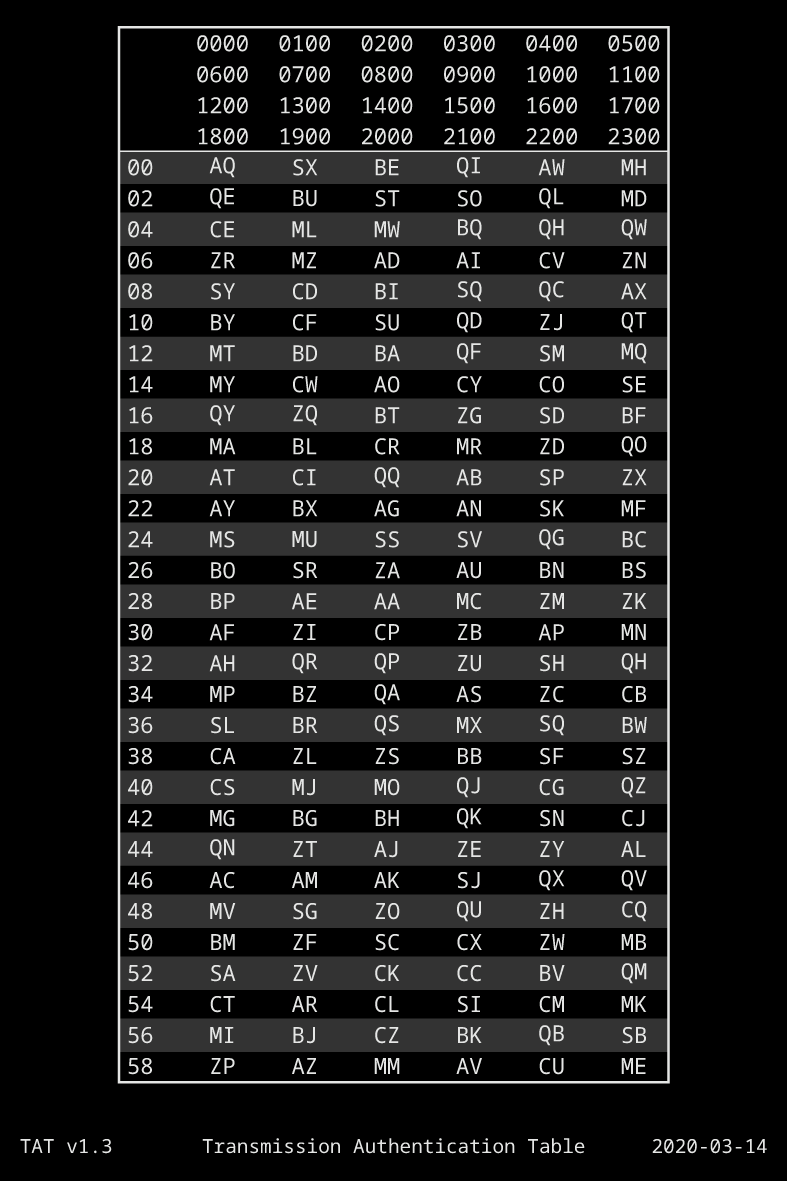 0000 0100 0200 0300 0400 0500
0600 0700 0800 0900 1000 1100
1200 1300 1400 1500 1600 1700
1800 1900 2000 2100 2200 2300
00 AQ SX BE QI AW MH
02 QE BU ST SO QL MD
04 CE ML MW BQ QH QW
06 ZR MZ AD AI CV ZN
08 SY CD BI SQ QC AX
10 BY CF SU QD ZJ QT
12 MT BD BA QF SM MQ
14 MY CW AO CY CO SE
16 QY ZQ BT ZG SD BF
18 MA BL CR MR ZD QO
20 AT CI QQ AB SP ZX
22 AY BX AG AN SK MF
24 MS MU SS SV QG BC
26 BO SR ZA AU BN BS
28 BP AE AA MC ZM ZK
30 AF ZI CP ZB AP MN
32 AH QR QP ZU SH QH
34 MP BZ QA AS ZC CB
36 SL BR QS MX SQ BW
38 CA ZL ZS BB SF SZ
40 CS MJ MO QJ CG QZ
42 MG BG BH QK SN CJ
44 QN ZT AJ ZE ZY AL
46 AC AM AK SJ QX QV
48 MV SG ZO QU ZH CQ
50 BM ZF SC CX ZW MB
52 SA ZV CK CC BV QM
54 CT AR CL SI CM MK
56 MI BJ CZ BK QB SB
58 ZP AZ MM AV CU ME
TAT v1.3 Transmission Authentication Table 2020-03-14